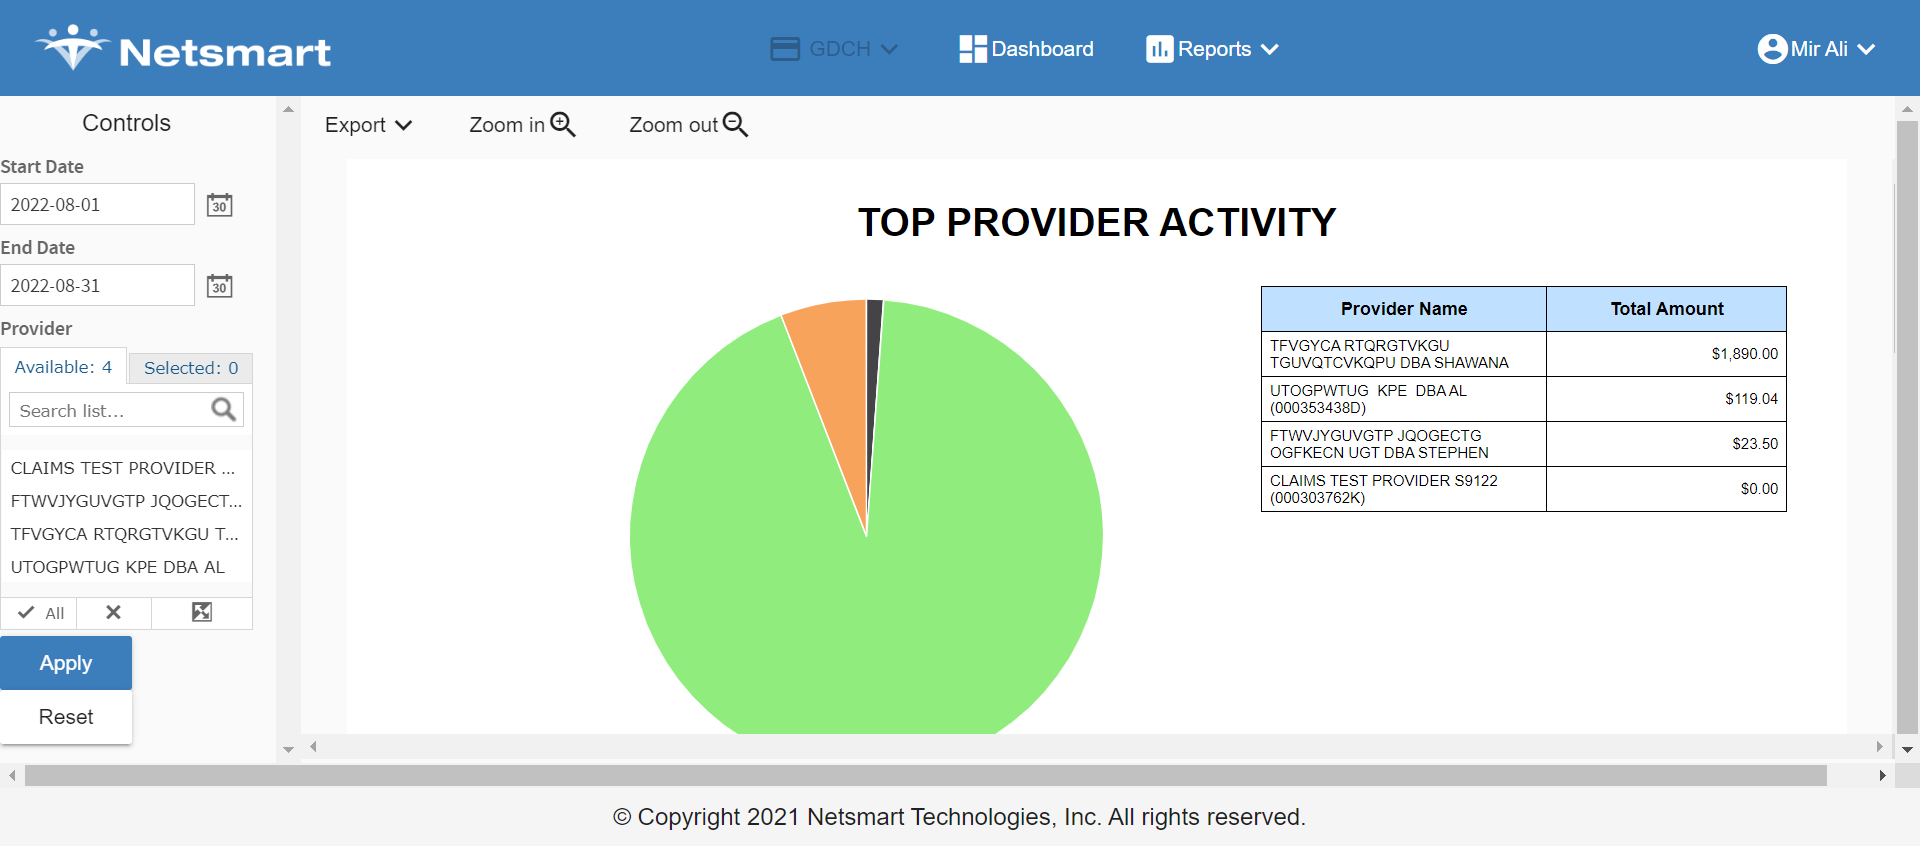 Netsmart
GDCH
Dashboard
Reports
Mir Ali
Controls
Start Date
2022-08-01
30
End Date
2022-08-31
30
Provider
Available: 4
Selected: 0
Search list...
CLAIMS TEST PROVIDER ...
FTWVJYGUVGTP JQOGECT...
TFVGYCA RTQRGTVKGU T...
UTOGPWTUG KPE DBA AL
All
Apply
Reset
Export
Zoom in
Zoom out
TOP PROVIDER ACTIVITY
Provider Name Total Amount
TFVGYCA RTQRGTVKGU
TGUVQTCVKQPU DBA SHAWANA
$1,890.00
UTOGPWTUG KPE DBA AL
(000353438D)
$119.04
FTWVJYGUVGTP JQOGECTG
OGFKECN UGT DBA STEPHEN
$23.50
CLAIMS TEST PROVIDER S9122
(000303762K)
$0.00
© Copyright 2021 Netsmart Technologies, Inc. All rights reserved.